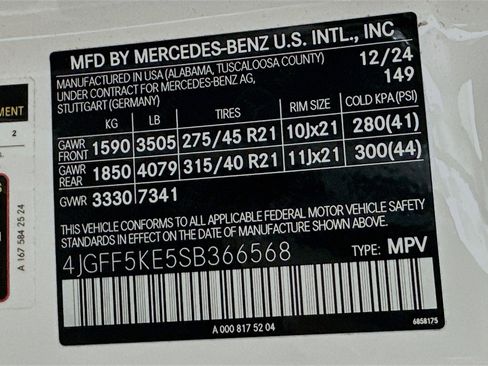 MFD BY MERCEDES-BENZ U.S. INTL., INC
MANUFACTURED IN USA (ALABAMA, TUSCALOOSA COUNTY) 12/24
UNDER CONTRACT FOR MERCEDES-BENZ AG, 149
STUTTGART (GERMANY)
KG LB TIRES RIM SIZE COLD KPA(PSI)
GAWR FRONT 1590 3505 275/45 R21 10Jx21 280(41)
GAWR REAR 1850 4079 315/40 R21 11Jx21 300(44)
GVWR 3330 7341
THIS VEHICLE CONFORMS TO ALL APPLICABLE FEDERAL MOTOR VEHICLE SAFETY
STANDARDS IN EFFECT ON THE DATE OF MANUFACTURE SHOWN ABOVE.
4JGFF5KE5SB366568 TYPE: MPV
A 000 817 52 04
6858175
2
A 167 584 25 24